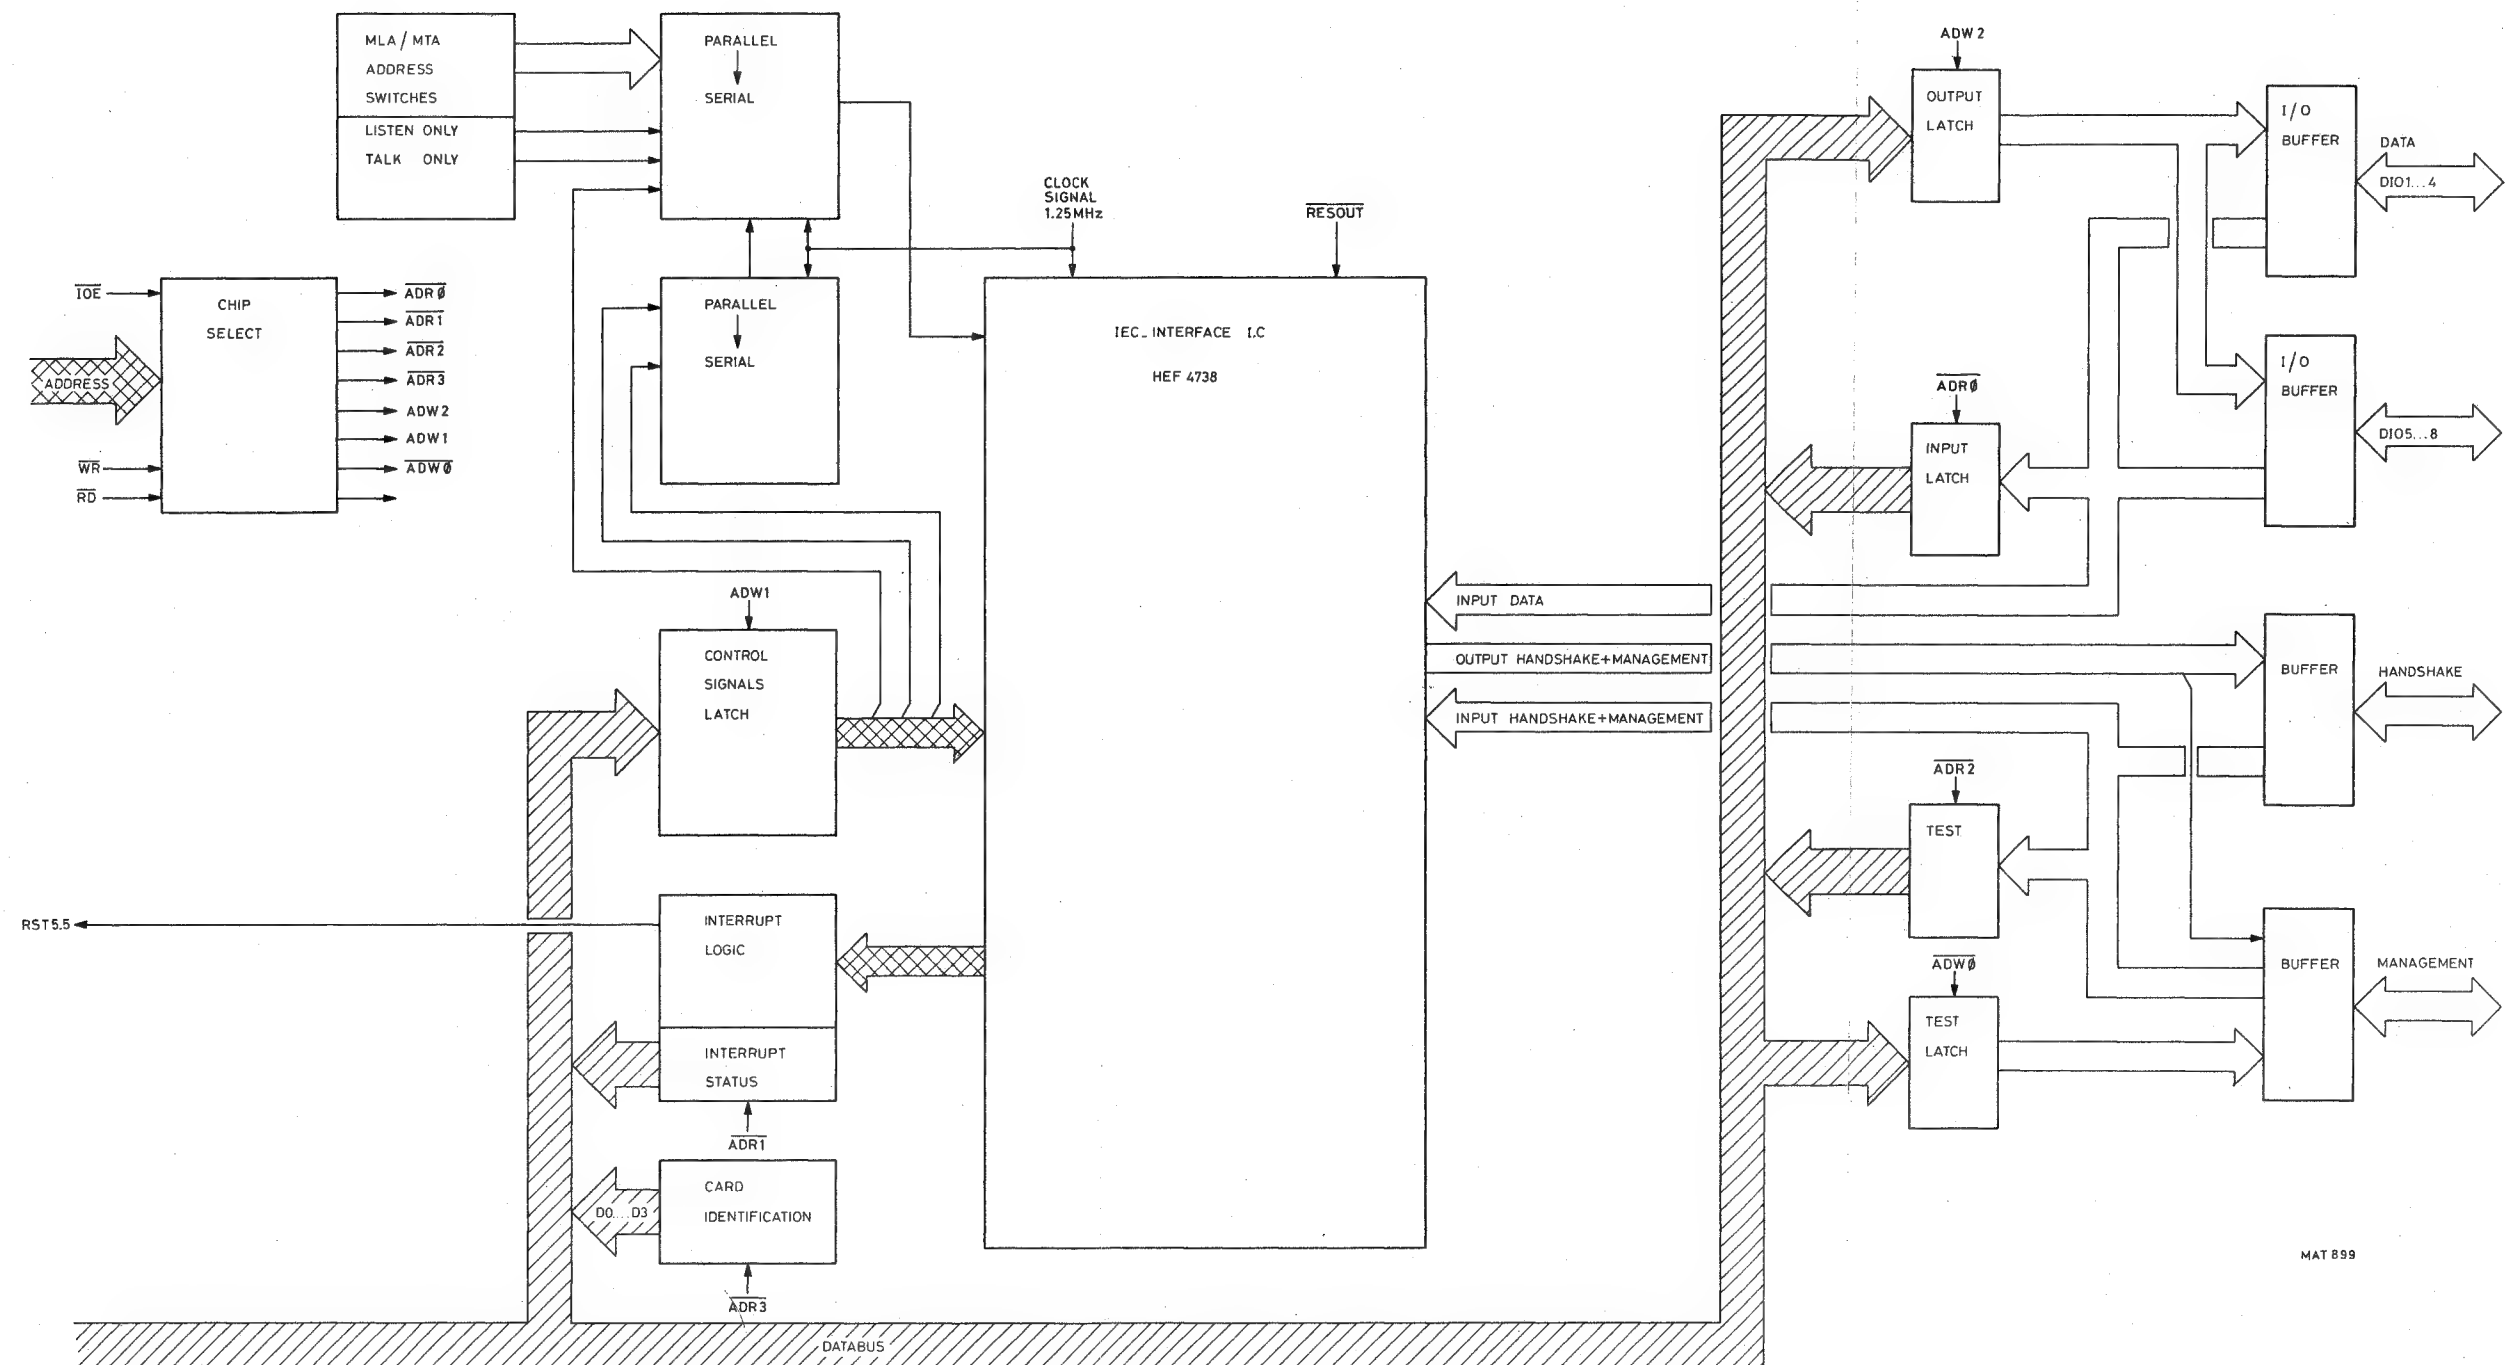 MLA/MTA
ADDRESS
SWITCHES
LISTEN ONLY
TALK ONLY
PARALLEL
SERIAL
CLOCK
SIGNAL
1.25MHz
RESOUT
IOE
ADDRESS
WR
RD
CHIP
SELECT
ADRØ
ADR1
ADR2
ADR3
ADW2
ADW1
ADWØ
PARALLEL
SERIAL
IEC_INTERFACE I.C
HEF 4738
ADW1
CONTROL
SIGNALS
LATCH
RST5.5
INTERRUPT
LOGIC
INTERRUPT
STATUS
ADR1
D0....D3
CARD
IDENTIFICATION
ADR3
DATABUS
INPUT DATA
OUTPUT HANDSHAKE+MANAGEMENT
INPUT HANDSHAKE+MANAGEMENT
ADW2
OUTPUT
LATCH
I/O
BUFFER
DATA
DIO1...4
I/O
BUFFER
DIO5...8
ADRØ
INPUT
LATCH
BUFFER
HANDSHAKE
ADR2
TEST
BUFFER
MANAGEMENT
ADWØ
TEST
LATCH
MAT 899